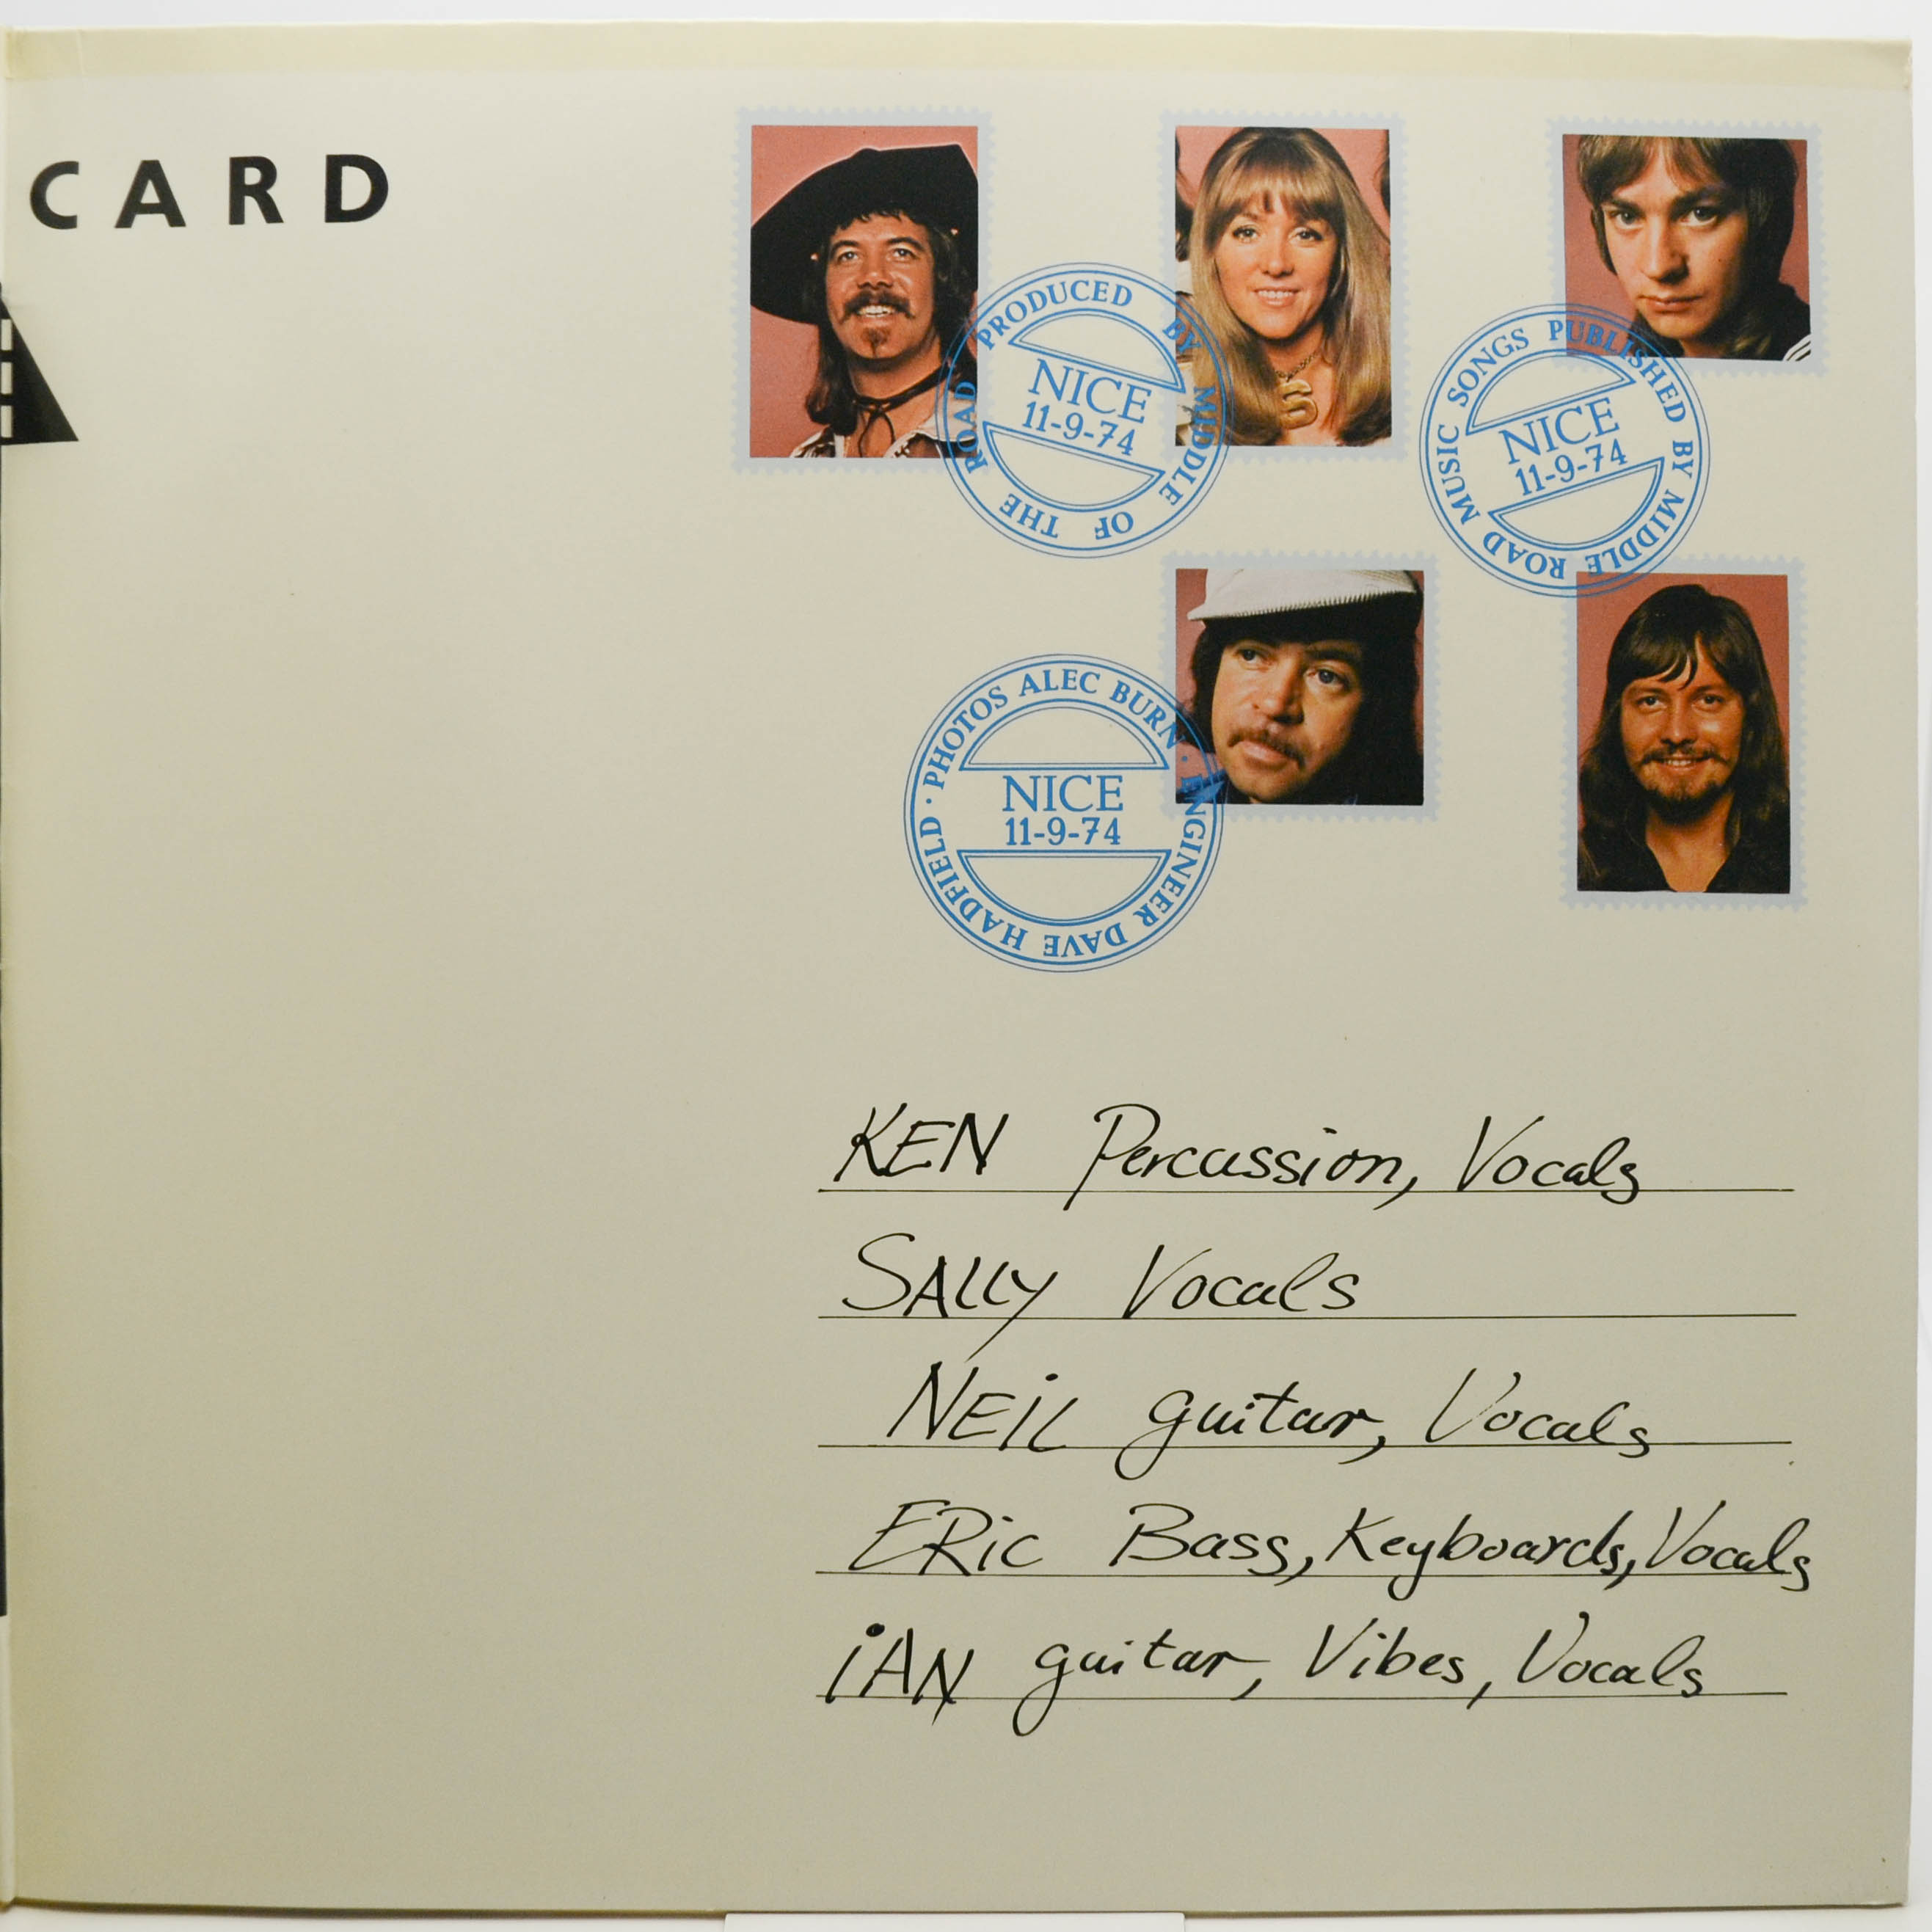 CARD
PRODUCED BY MIDDLE OF THE ROAD
NICE
11-9-74
MUSIC SONGS PUBLISHED BY MIDDLE ROAD
NICE
11-9-74
PHOTOS ALEC BURN · ENGINEER DAVE HADFIELD ·
NICE
11-9-74
KEN Percussion, Vocals
SALLY Vocals
NEIL guitar, Vocals
ERic Bass, Keyboards, Vocals
iAN guitar, Vibes, Vocals